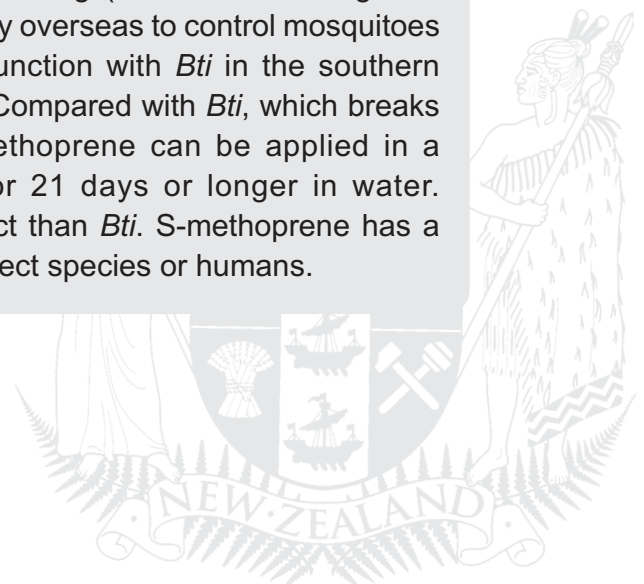 y overseas to control mosquitoes
unction with Bti in the southern
Compared with Bti, which breaks
ethoprene can be applied in a
or 21 days or longer in water.
ct than Bti. S-methoprene has a
ect species or humans.
NEW·ZEALAND